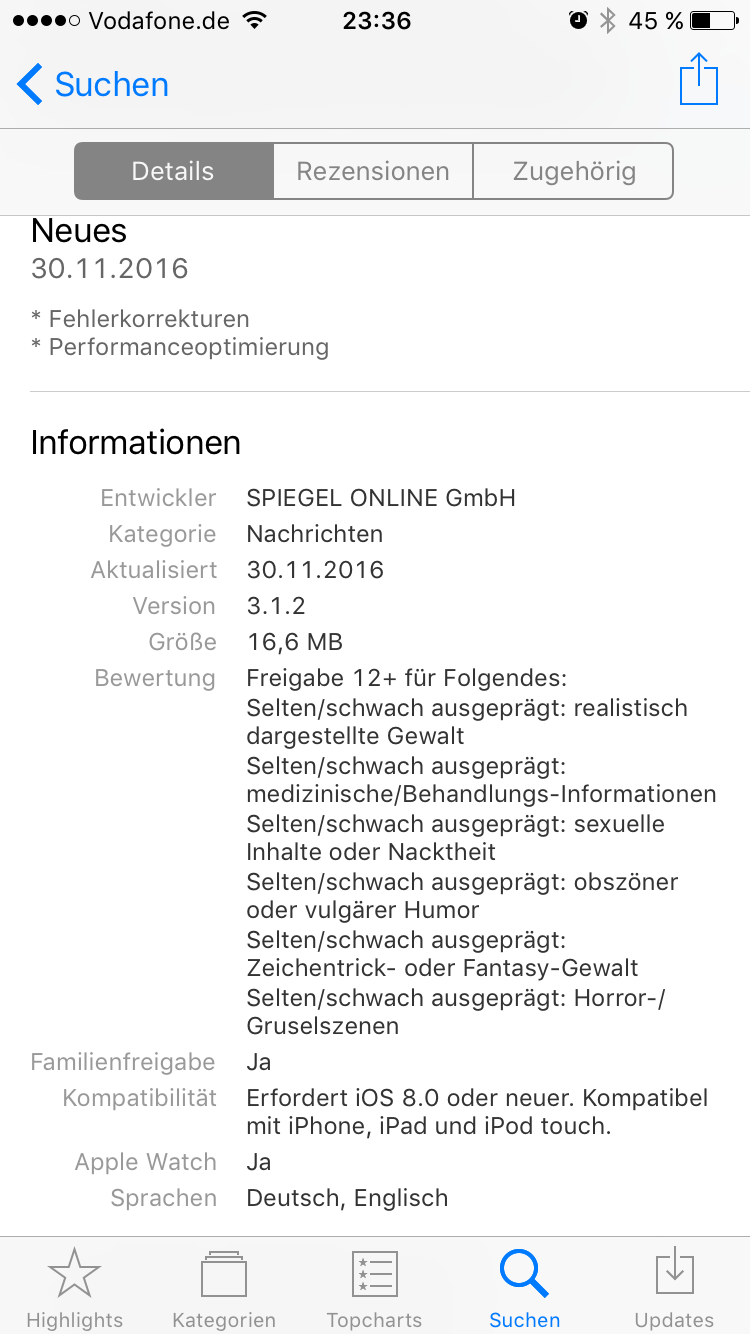 Vodafone.de 23:36 45 %
Suchen
Details Rezensionen Zugehörig
Neues
30.11.2016
* Fehlerkorrekturen
* Performanceoptimierung
Informationen
Entwickler SPIEGEL ONLINE GmbH
Kategorie Nachrichten
Aktualisiert 30.11.2016
Version 3.1.2
Größe 16,6 MB
Bewertung Freigabe 12+ für Folgendes:
Selten/schwach ausgeprägt: realistisch
dargestellte Gewalt
Selten/schwach ausgeprägt:
medizinische/Behandlungs-Informationen
Selten/schwach ausgeprägt: sexuelle
Inhalte oder Nacktheit
Selten/schwach ausgeprägt: obszöner
oder vulgärer Humor
Selten/schwach ausgeprägt:
Zeichentrick- oder Fantasy-Gewalt
Selten/schwach ausgeprägt: Horror-/
Gruselszenen
Familienfreigabe Ja
Kompatibilität Erfordert iOS 8.0 oder neuer. Kompatibel
mit iPhone, iPad und iPod touch.
Apple Watch Ja
Sprachen Deutsch, Englisch
Highlights Kategorien Topcharts Suchen Updates